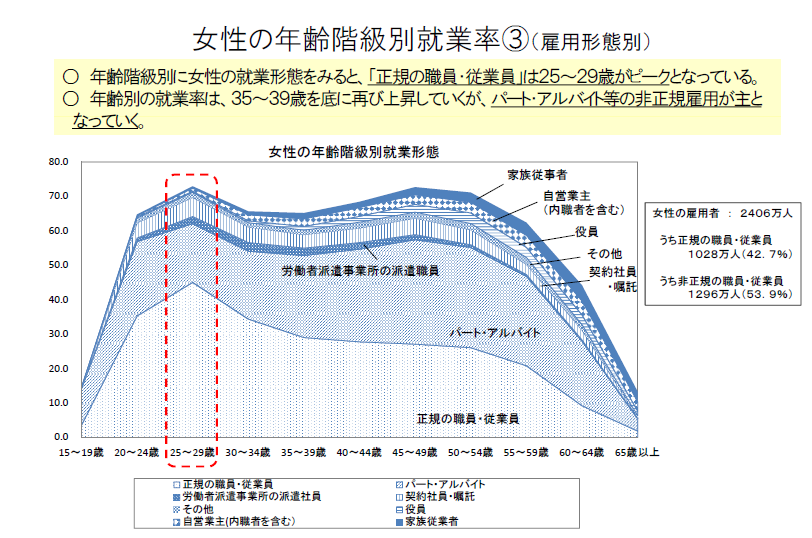 女性の年齢階級別就業率③(雇用形態別)
○ 年齢階級別に女性の就業形態をみると、「正規の職員・従業員」は25～29歳がピークとなっている。
○ 年齢別の就業率は、35～39歳を底に再び上昇していくが、パート・アルバイト等の非正規雇用が主と
なっていく。
女性の年齢階級別就業形態
80.0
70.0
60.0
50.0
40.0
30.0
20.0
10.0
0.0
家族従事者
自営業主
(内職者を含む)
役員
その他
契約社員
・嘱託
労働者派遣事業所の派遣職員
パート・アルバイト
正規の職員・従業員
15～19歳 20～24歳 25～29歳 30～34歳 35～39歳 40～44歳 45～49歳 50～54歳 55～59歳 60～64歳 65歳以上
女性の雇用者 : 2406万人
うち正規の職員・従業員
1028万人(42.7%)
うち非正規の職員・従業員
1296万人(53.9%)
正規の職員・従業員 パート・アルバイト
労働者派遣事業所の派遣社員 契約社員・嘱託
その他 役員
自営業主(内職者を含む) 家族従業者